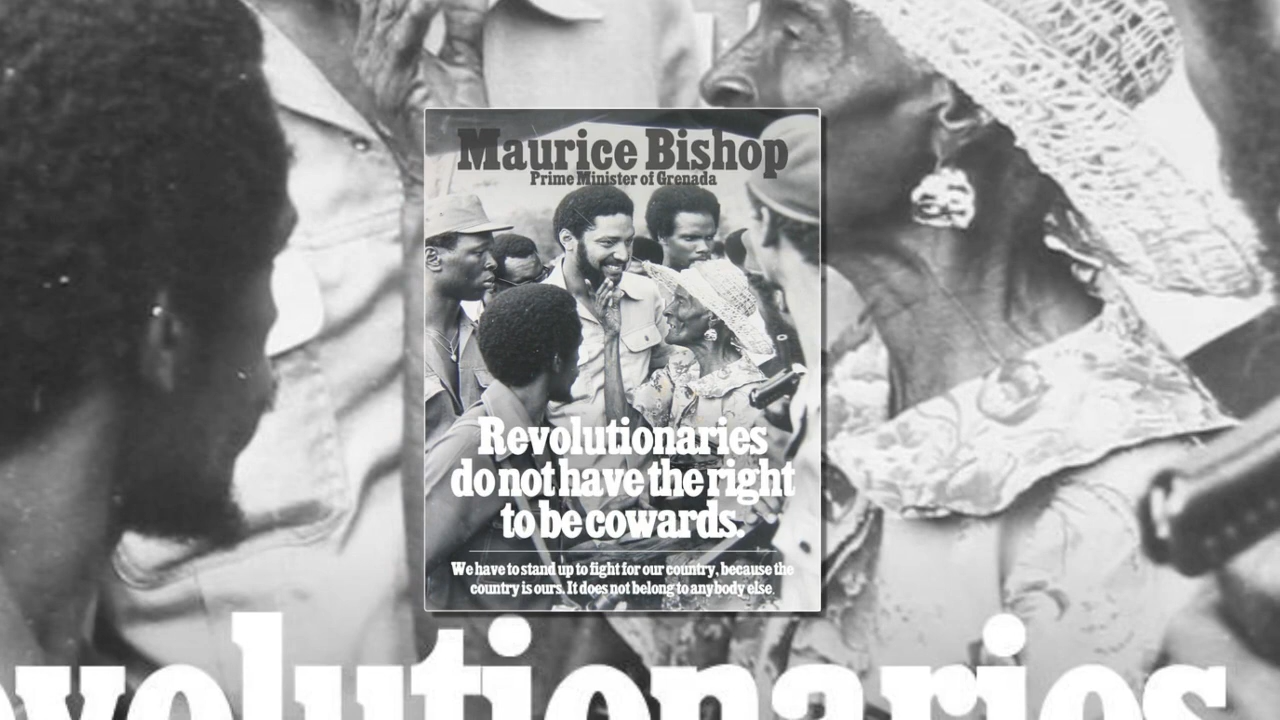 Maurice Bishop
Prime Minister of Grenada
Revolutionaries
do not have the right
to be cowards.
We have to stand up to fight for our country, because the
country is ours. It does not belong to anybody else.
evolutionaries